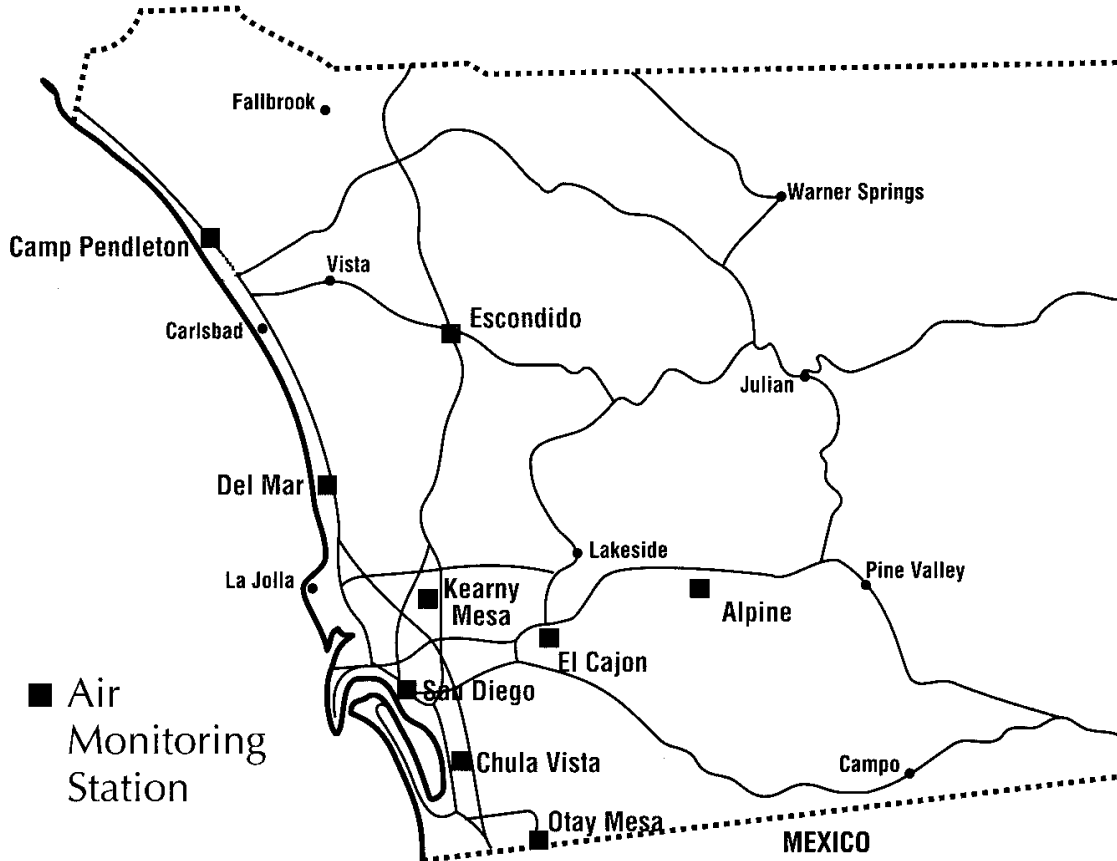 Fallbrook
Warner Springs
Camp Pendleton
Vista
Carlsbad
Escondido
Julian
Del Mar
Lakeside
La Jolla
Kearny
Mesa
Pine Valley
Alpine
El Cajon
San Diego
Air
Monitoring
Station
Chula Vista
Campo
Otay Mesa
MEXICO